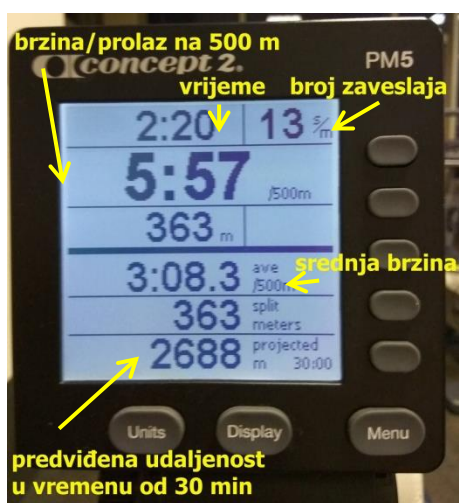 brzina/prolaz na 500 m
concept 2.
PM5
vrijeme
broj zaveslaja
2:20
13 s/m
5:57 /500m
363 m
srednja brzina
3:08.3 ave /500m
363 split meters
2688 projected m 30:00
Units
Display
Menu
predviđena udaljenost
u vremenu od 30 min